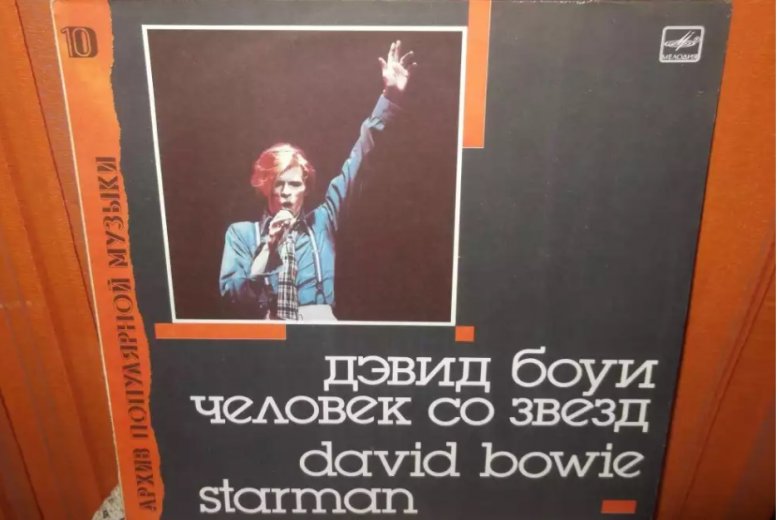 10
АРХИВ ПОПУЛЯРНОЙ МУЗЫКИ
МЕЛОДИЯ
дэвид боуи
человек со звезд
david bowie
starman